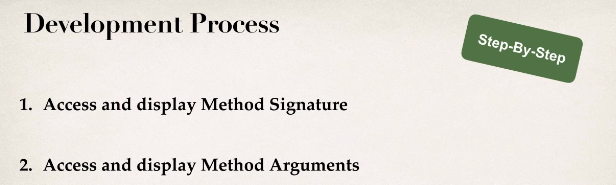 Development Process
Step-By-Step
1. Access and display Method Signature
2. Access and display Method Arguments